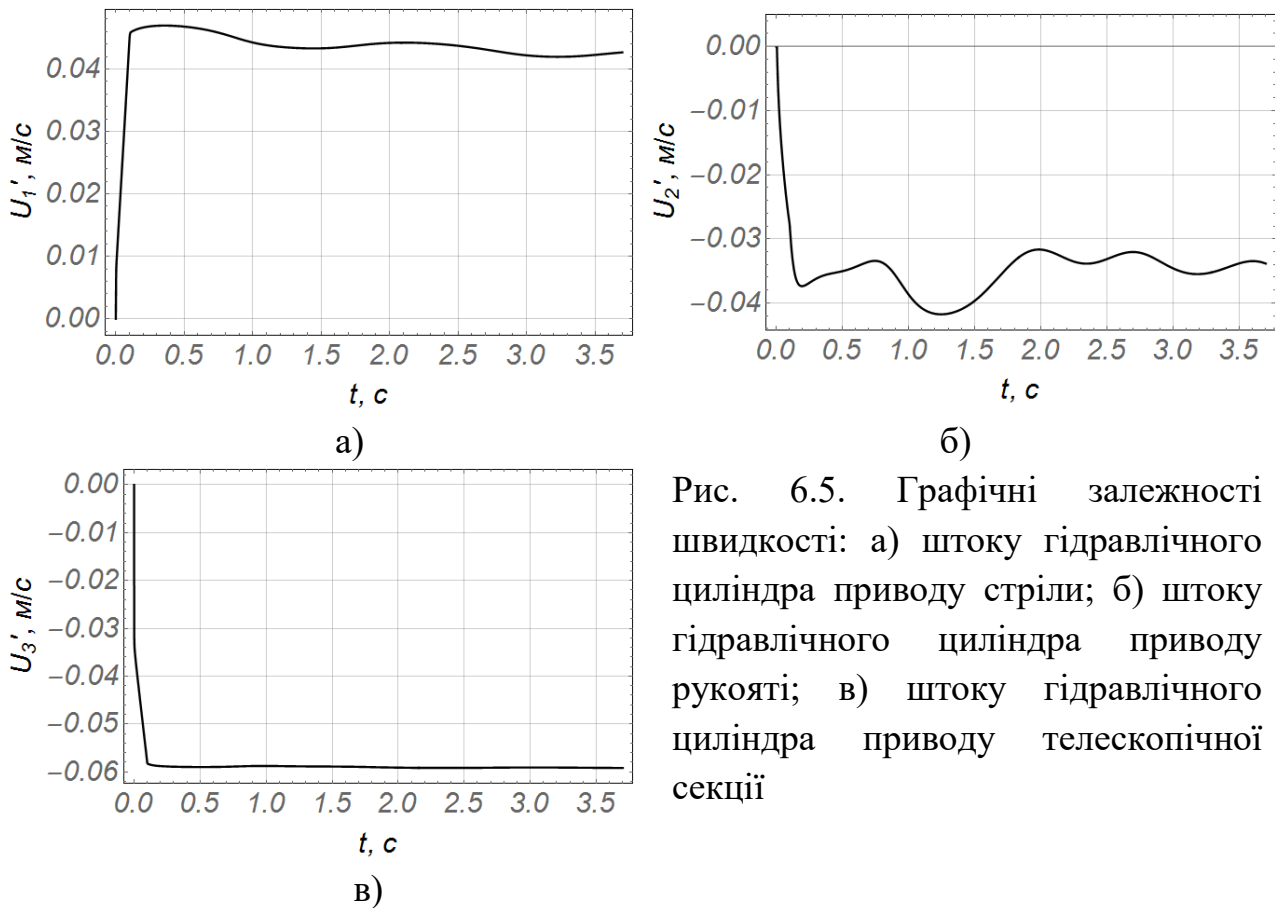 0.04
0.03
0.02
0.01
0.00
U1', м/с
0.0 0.5 1.0 1.5 2.0 2.5 3.0 3.5
t, с
а)
0.00
−0.01
−0.02
−0.03
−0.04
U2', м/с
0.0 0.5 1.0 1.5 2.0 2.5 3.0 3.5
t, с
б)
0.00
−0.01
−0.02
−0.03
−0.04
−0.05
−0.06
U3', м/с
0.0 0.5 1.0 1.5 2.0 2.5 3.0 3.5
t, с
в)
Рис. 6.5. Графічні залежності
швидкості: а) штоку гідравлічного
циліндра приводу стріли; б) штоку
гідравлічного циліндра приводу
рукояті; в) штоку гідравлічного
циліндра приводу телескопічної
секції